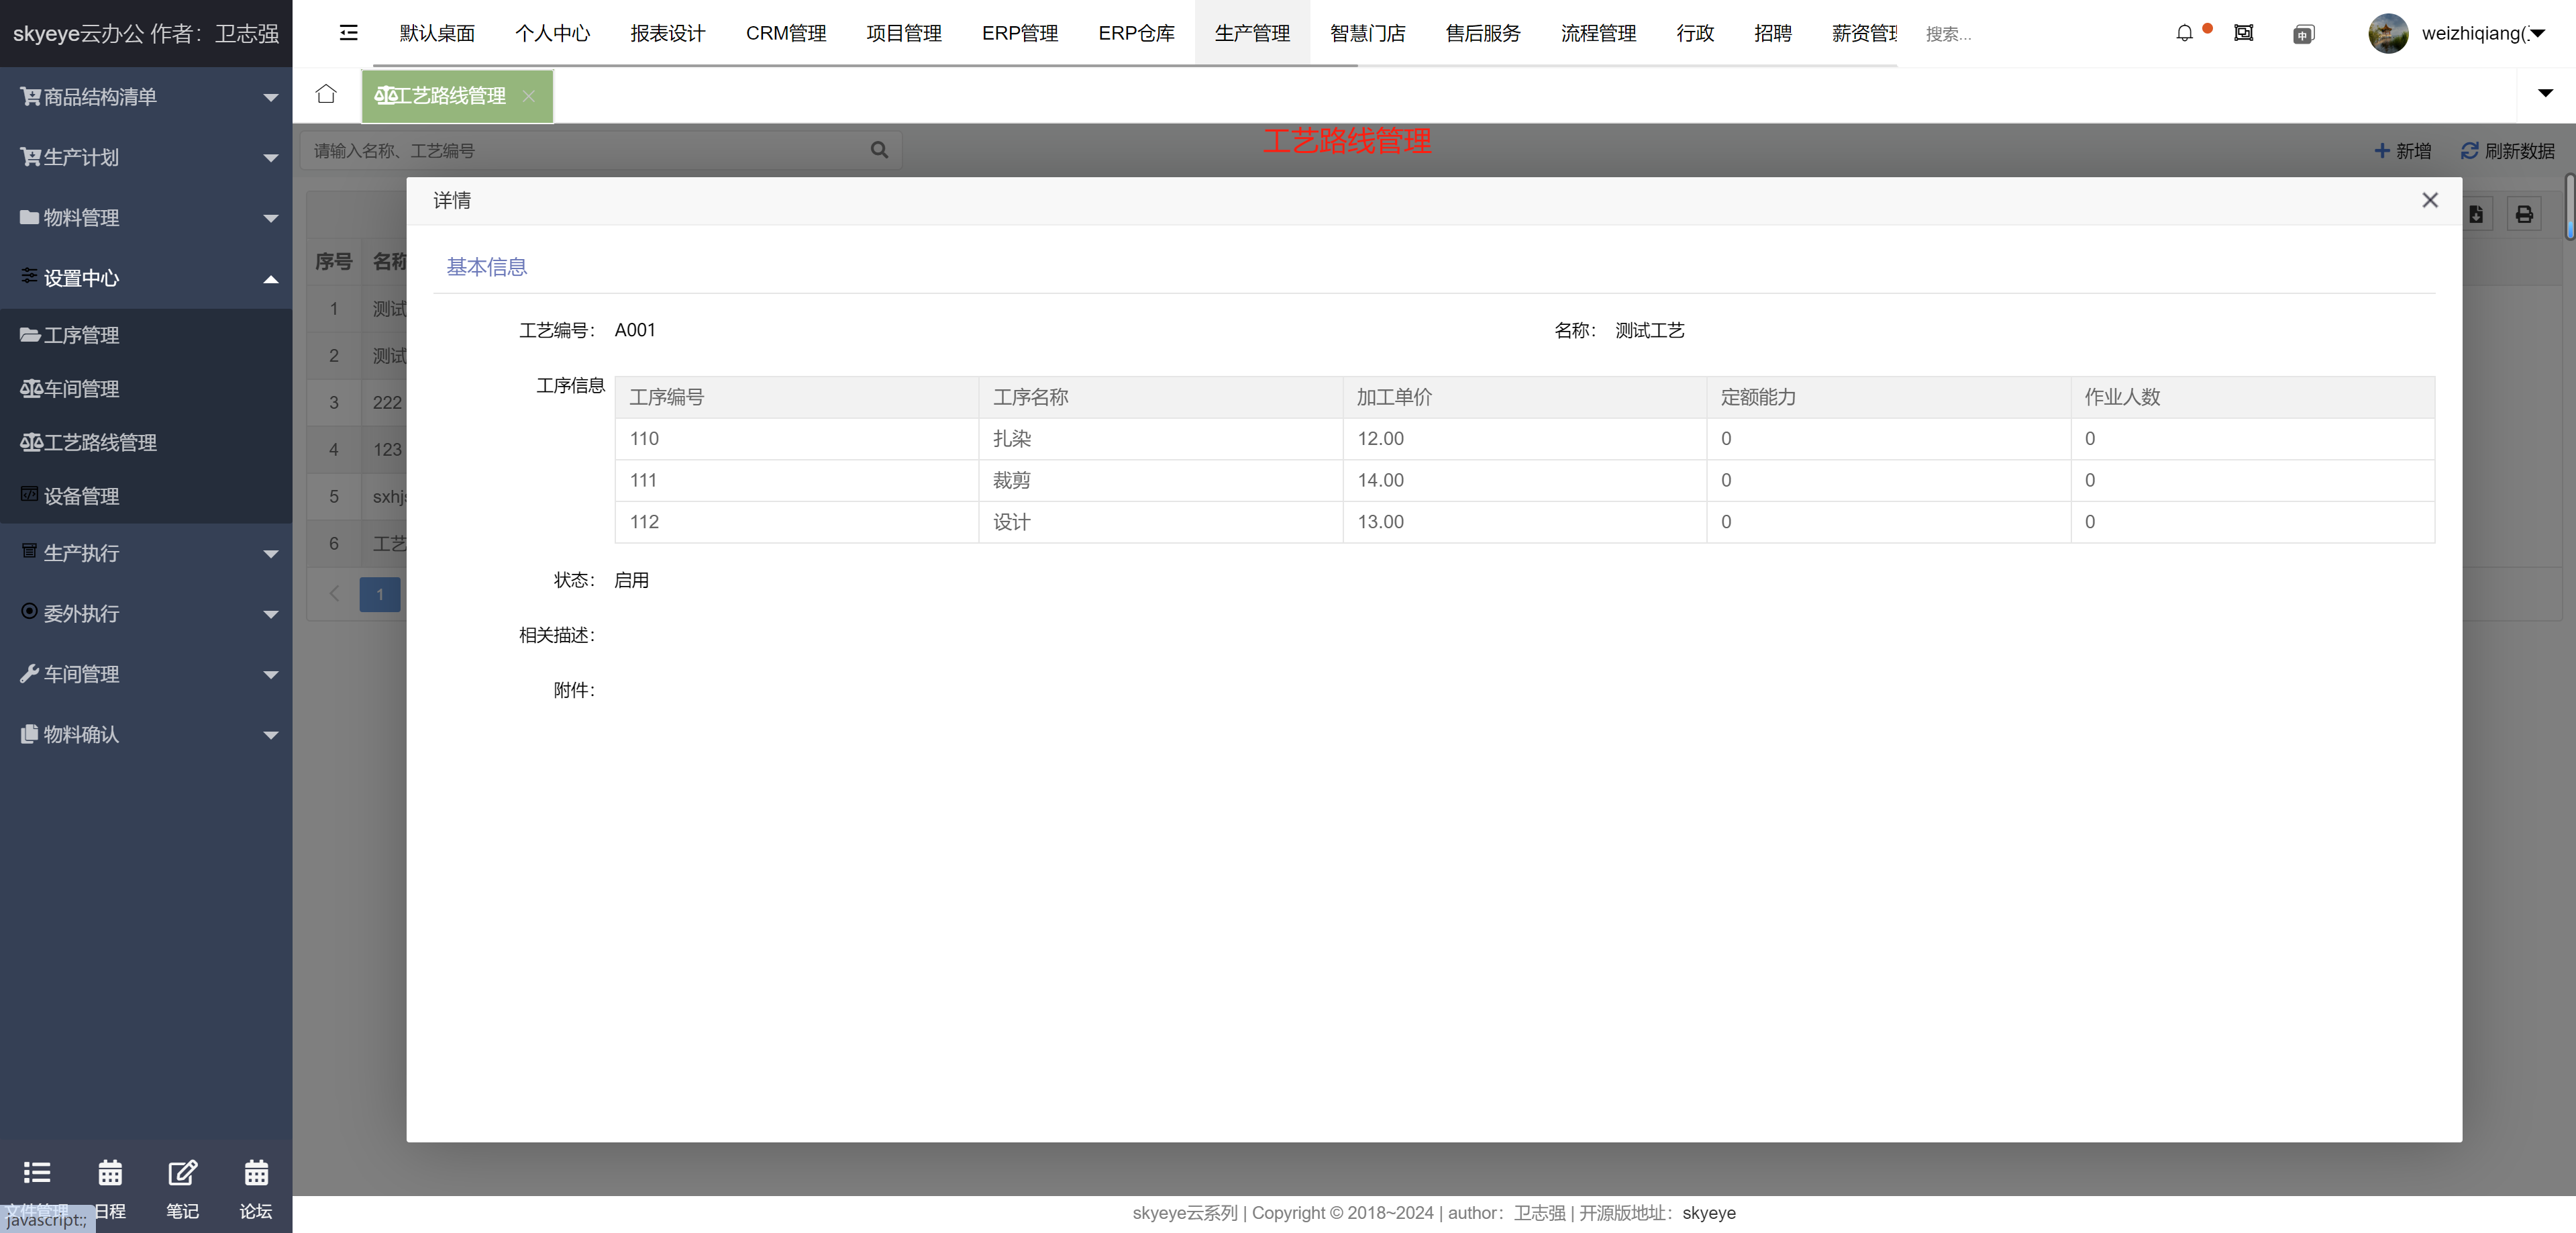 skyeye云办公 作者：卫志强
默认桌面 个人中心 报表设计 CRM管理 项目管理 ERP管理 ERP仓库 生产管理 智慧门店 售后服务 流程管理 行政 招聘 薪资管理 搜索... 中 weizhiqiang(
商品结构清单
生产计划
物料管理
设置中心
工序管理
车间管理
工艺路线管理
设备管理
生产执行
委外执行
车间管理
物料确认
文件管理 日程 笔记 论坛
javascript:;
工艺路线管理
请输入名称、工艺编号
工艺路线管理
新增 刷新数据
序号 名称
1 测试
2 测试
3 222
4 123
5 sxhjs
6 工艺
1
详情
基本信息
工艺编号： A001 名称： 测试工艺
工序信息
工序编号 工序名称 加工单价 定额能力 作业人数
110 扎染 12.00 0 0
111 裁剪 14.00 0 0
112 设计 13.00 0 0
状态： 启用
相关描述：
附件：
skyeye云系列 | Copyright © 2018~2024 | author：卫志强 | 开源版地址：skyeye